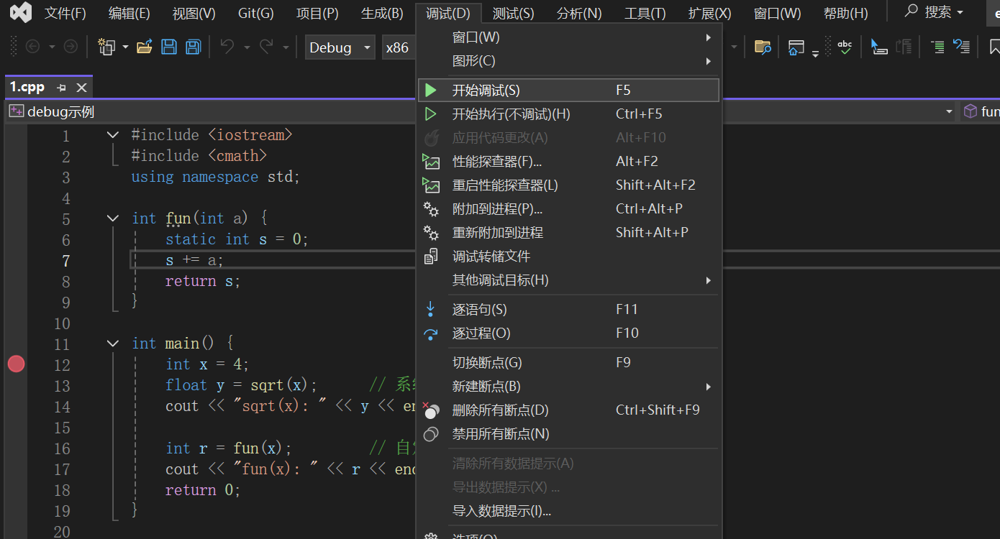 文件(F) 编辑(E) 视图(V) Git(G) 项目(P) 生成(B) 调试(D) 测试(S) 分析(N) 工具(T) 扩展(X) 窗口(W) 帮助(H) 搜索
Debug x86
1.cpp
debug示例
窗口(W)
图形(C)
开始调试(S) F5
开始执行(不调试)(H) Ctrl+F5
应用代码更改(A) Alt+F10
性能探查器(F)... Alt+F2
重启性能探查器(L) Shift+Alt+F2
附加到进程(P)... Ctrl+Alt+P
重新附加到进程 Shift+Alt+P
调试转储文件
其他调试目标(H)
逐语句(S) F11
逐过程(O) F10
切换断点(G) F9
新建断点(B)
删除所有断点(D) Ctrl+Shift+F9
禁用所有断点(N)
清除所有数据提示(A)
导出数据提示(X) ...
导入数据提示(I)...
选项(O)
1 #include <iostream>
2 #include <cmath>
3 using namespace std;
4
5 int fun(int a) {
6 static int s = 0;
7 s += a;
8 return s;
9 }
10
11 int main() {
12 int x = 4;
13 float y = sqrt(x); // 系
14 cout << "sqrt(x): " << y << en
15
16 int r = fun(x); // 自
17 cout << "fun(x): " << r << end
18 return 0;
19 }
20
abc
fun